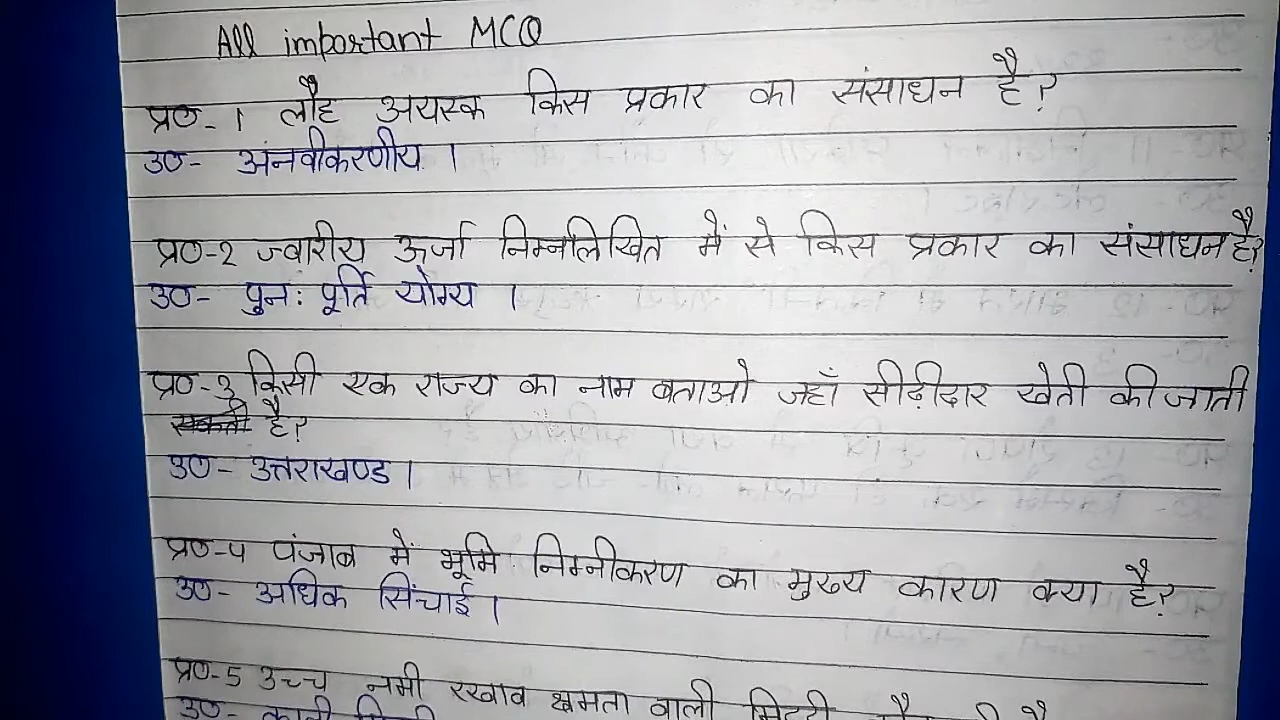 All important MCQ
प्र०-1 लौह अयस्क किस प्रकार का संसाधन है?
उ०- अंनवीकरणीय।
प्र०-2 ज्वारीय ऊर्जा निम्नलिखित में से किस प्रकार का संसाधन है?
उ०- पुनः पूर्ति योग्य।
प्र०-3 किसी एक राज्य का नाम बताओ जहाँ सीढ़ीदार खेती की जाती
है?
उ०- उत्तराखण्ड।
प्र०-4 पंजाब में भूमि निम्नीकरण का मुख्य कारण क्या है?
उ०- अधिक सिंचाई।
प्र०-5 उच्च नमी रखाव क्षमता वाली मिट्टी
उ०- काली